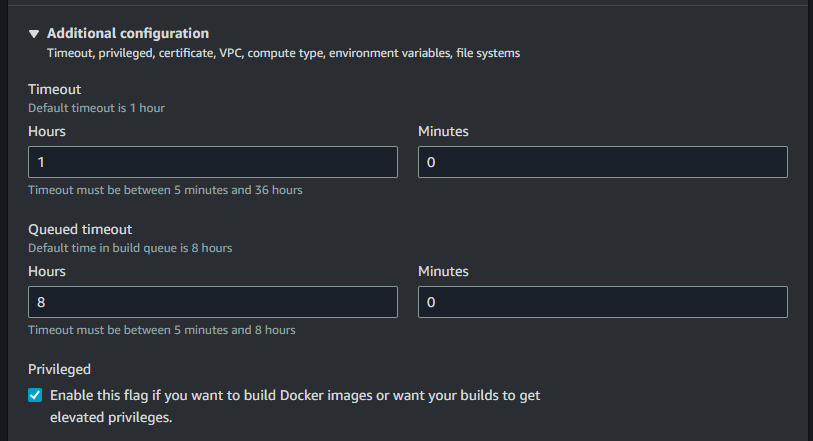 Additional configuration
Timeout, privileged, certificate, VPC, compute type, environment variables, file systems
Timeout
Default timeout is 1 hour
Hours
Minutes
1
0
Timeout must be between 5 minutes and 36 hours
Queued timeout
Default time in build queue is 8 hours
Hours
Minutes
8
0
Timeout must be between 5 minutes and 8 hours
Privileged
Enable this flag if you want to build Docker images or want your builds to get
elevated privileges.